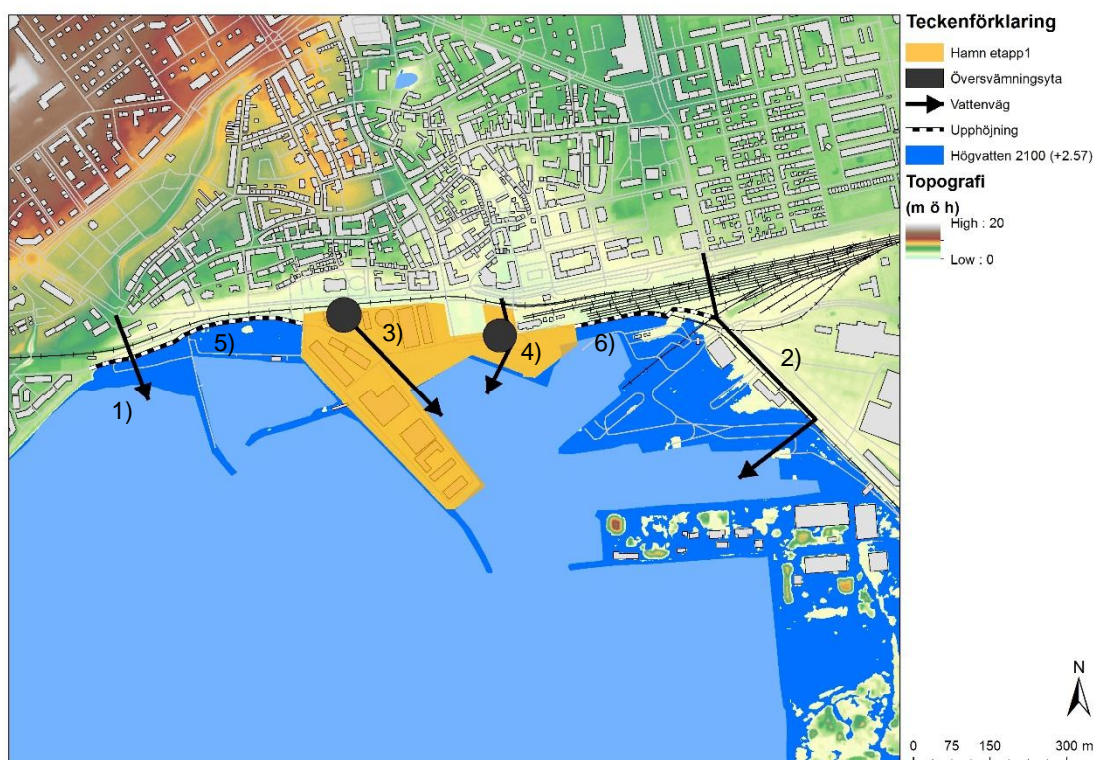 Teckenförklaring
Hamn etapp1
Översvämningsyta
Vattenväg
Upphöjning
Högvatten 2100 (+2.57)
Topografi
(m ö h)
High : 20
Low : 0
3)
5)
4)
6)
2)
1)
N
0 75 150 300 m